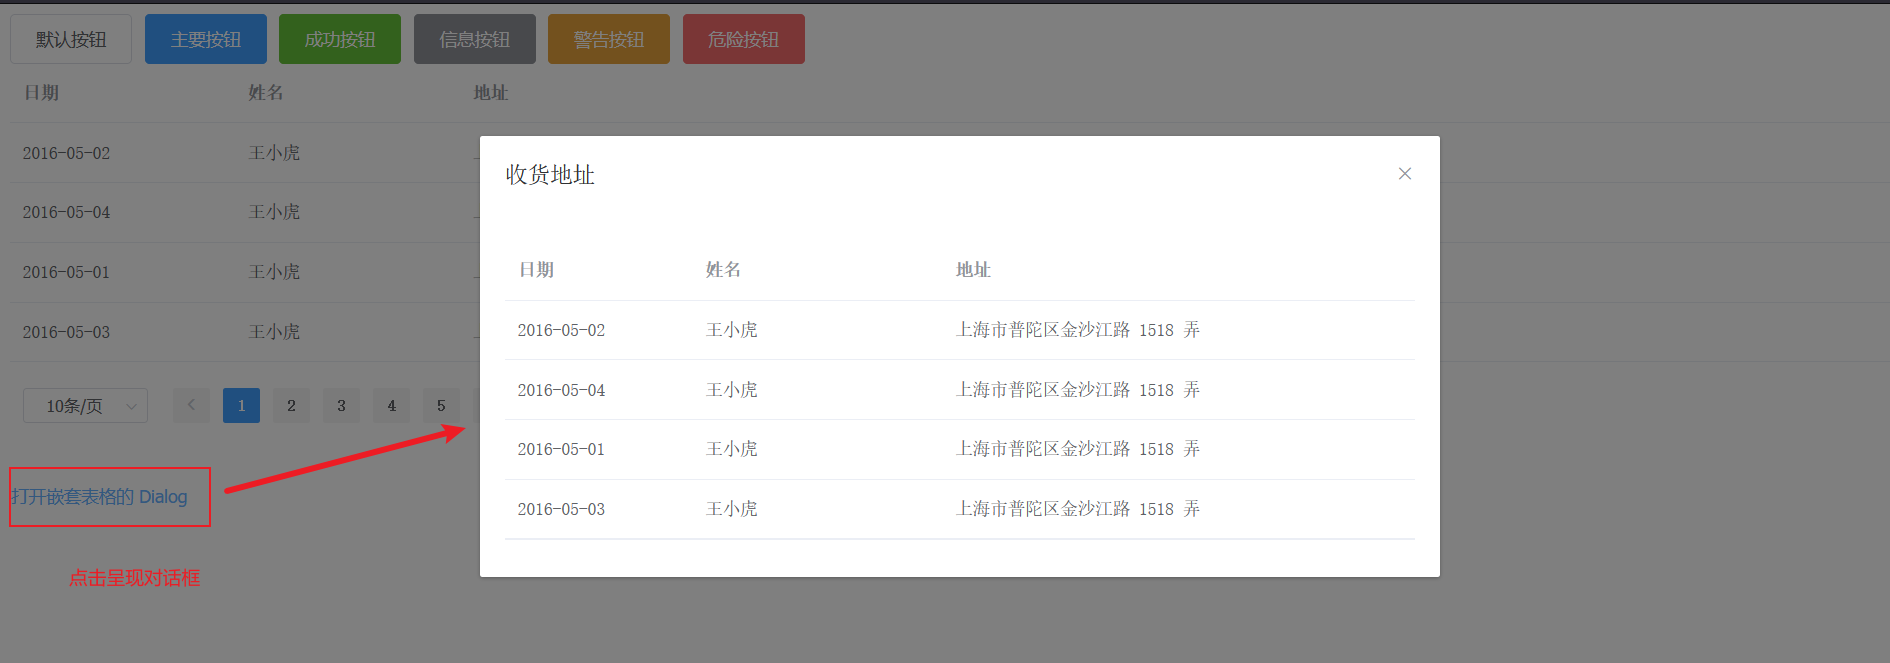 默认按钮 主要按钮 成功按钮 信息按钮 警告按钮 危险按钮
日期 姓名 地址
2016-05-02 王小虎
2016-05-04 王小虎
2016-05-01 王小虎
2016-05-03 王小虎
10条/页 1 2 3 4 5
打开嵌套表格的 Dialog
点击呈现对话框
收货地址
日期 姓名 地址
2016-05-02 王小虎 上海市普陀区金沙江路 1518 弄
2016-05-04 王小虎 上海市普陀区金沙江路 1518 弄
2016-05-01 王小虎 上海市普陀区金沙江路 1518 弄
2016-05-03 王小虎 上海市普陀区金沙江路 1518 弄